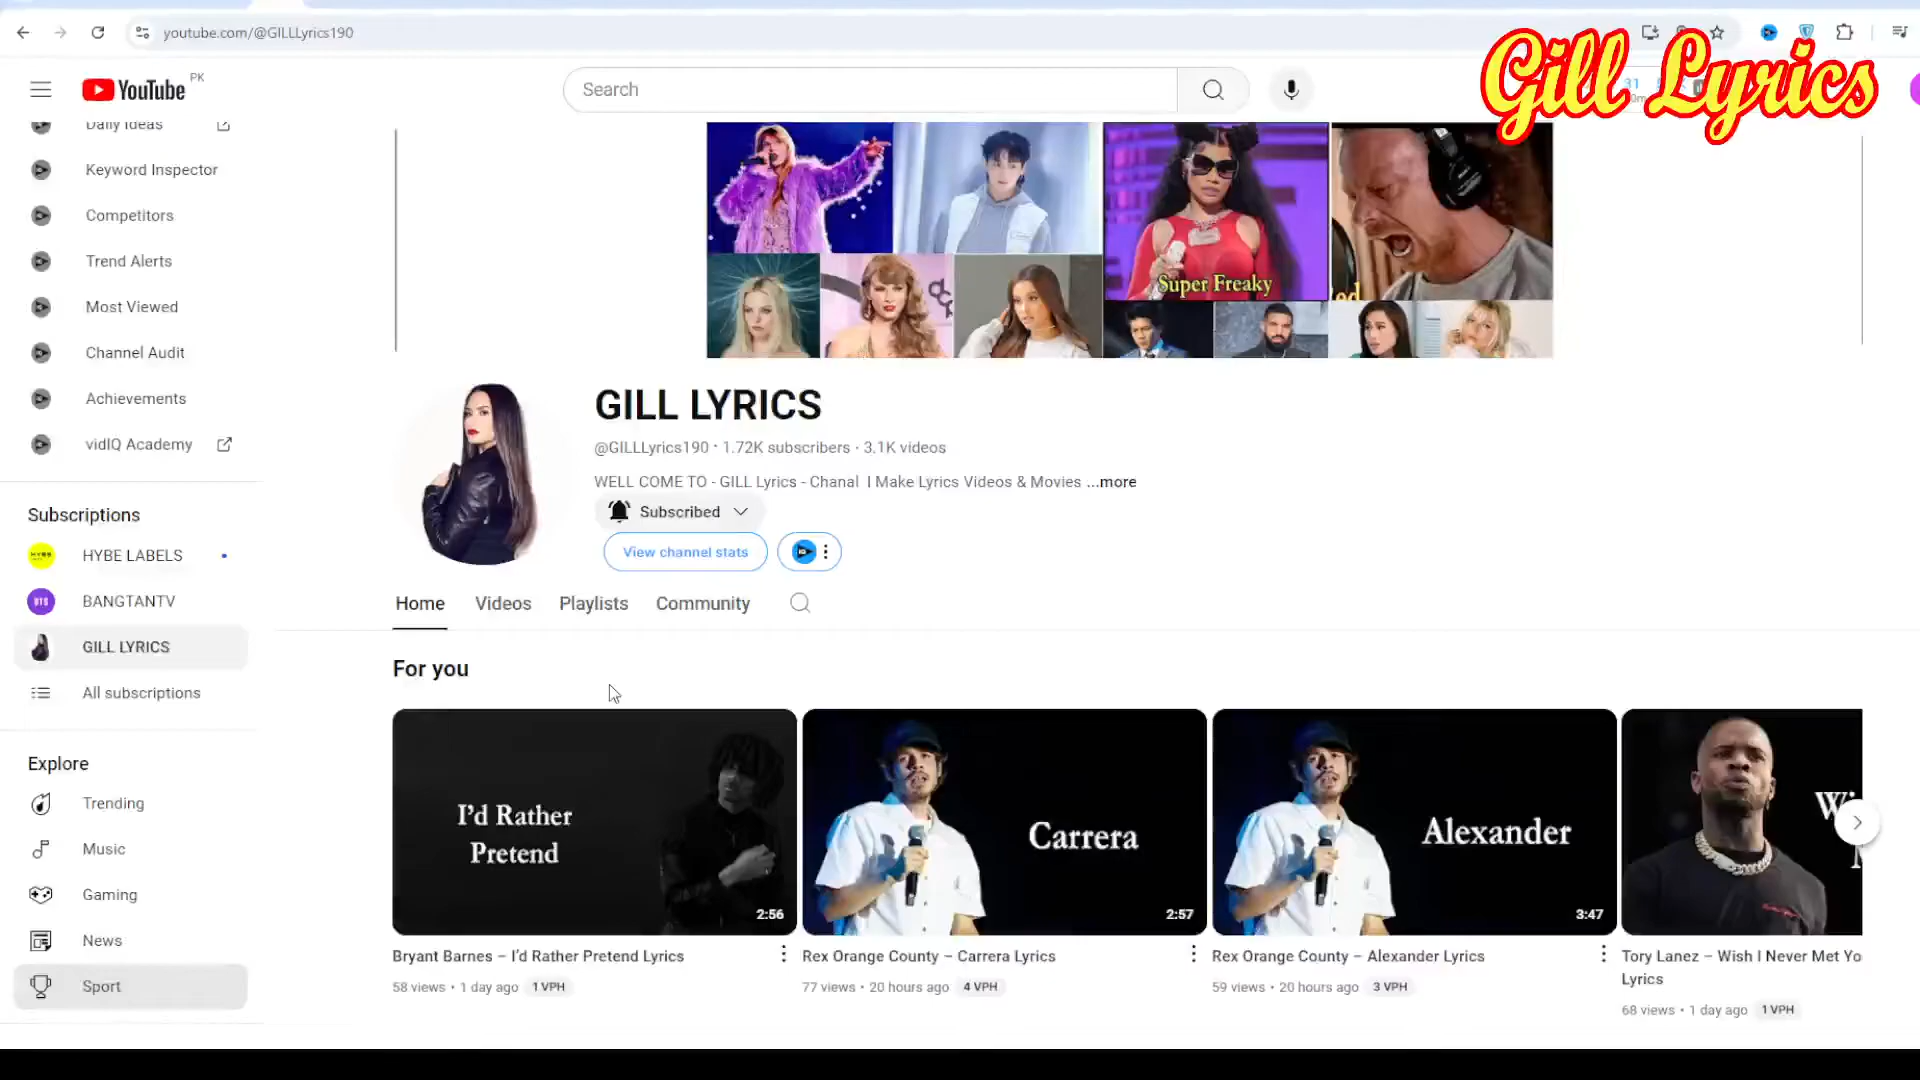 youtube.com/@GILLLyrics190
Gill Lyrics
YouTube PK
Search
Daily Ideas
Keyword Inspector
Competitors
Trend Alerts
Most Viewed
Channel Audit
Achievements
vidIQ Academy
Subscriptions
HYBE LABELS
BANGTANTV
GILL LYRICS
All subscriptions
Explore
Trending
Music
Gaming
News
Sport
Super Freaky
GILL LYRICS
@GILLLyrics190 • 1.72K subscribers • 3.1K videos
WELL COME TO - GILL Lyrics - Chanal I Make Lyrics Videos & Movies ...more
Subscribed
View channel stats
Home Videos Playlists Community
For you
I'd Rather
Pretend
2:56
Carrera
2:57
Alexander
3:47
Bryant Barnes – I'd Rather Pretend Lyrics
58 views • 1 day ago 1 VPH
Rex Orange County – Carrera Lyrics
77 views • 20 hours ago 4 VPH
Rex Orange County – Alexander Lyrics
59 views • 20 hours ago 3 VPH
Tory Lanez – Wish I Never Met Yo
Lyrics
68 views • 1 day ago 1 VPH